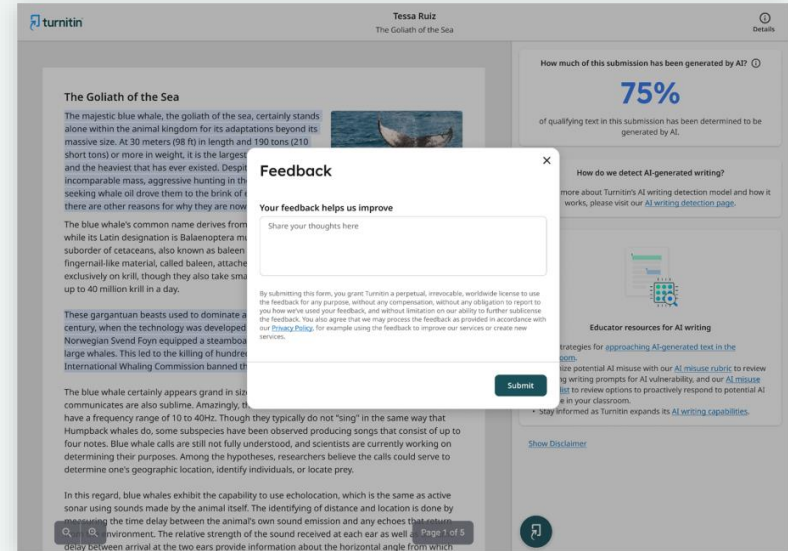 turnitin
Tessa Ruiz
The Goliath of the Sea
Details
The Goliath of the Sea
The majestic blue whale, the goliath of the sea, certainly stands
alone within the animal kingdom for its adaptations beyond its
massive size. At 30 meters (98 ft) in length and 190 tons (210
short tons) or more in weight, it is the largest
and the heaviest that has ever existed. Despit
incomparable mass, aggressive hunting in th
seeking whale oil drove them to the brink of
there are other reasons for why they are now
The blue whale's common name derives from
while its Latin designation is Balaenoptera mu
suborder of cetaceans, also known as baleen
fingernail-like material, called baleen, attache
exclusively on krill, though they also take sma
up to 40 million krill in a day.
These gargantuan beasts used to dominate a
century, when the technology was developed
Norwegian Svend Foyn equipped a steamboa
large whales. This led to the killing of hundre
International Whaling Commission banned th
The blue whale certainly appears grand in siz
communicates are also sublime. Amazingly, th
have a frequency range of 10 to 40Hz. Though they typically do not "sing" in the same way that
Humpback whales do, some subspecies have been observed producing songs that consist of up to
four notes. Blue whale calls are still not fully understood, and scientists are currently working on
determining their purposes. Among the hypotheses, researchers believe the calls could serve to
determine one's geographic location, identify individuals, or locate prey.
In this regard, blue whales exhibit the capability to use echolocation, which is the same as active
sonar using sounds made by the animal itself. The identifying of distance and location is done by
measuring the time delay between the animal's own sound emission and any echoes that return
environment. The relative strength of the sound received at each ear as well
delay between arrival at the two ears provide information about the horizontal angle from which
Page 1 of 5
Feedback
Your feedback helps us improve
Share your thoughts here
By submitting this form, you grant Turnitin a perpetual, irrevocable, worldwide license to use
the feedback for any purpose, without any compensation, without any obligation to report to
you how we've used your feedback, and without limitation on our ability to further sublicense
the feedback. You also agree that we may process the feedback as provided in accordance with
our Privacy Policy, for example using the feedback to improve our services or create new
services.
Submit
How much of this submission has been generated by AI?
75%
of qualifying text in this submission has been determined to be
generated by AI.
How do we detect AI-generated writing?
more about Turnitin's AI writing detection model and how it
works, please visit our AI writing detection page.
Educator resources for AI writing
trategies for approaching AI-generated text in the
oom.
ize potential AI misuse with our AI misuse rubric to review
ng writing prompts for AI vulnerability, and our AI misuse
list to review options to proactively respond to potential AI
e in your classroom.
• Stay informed as Turnitin expands its AI writing capabilities.
Show Disclaimer